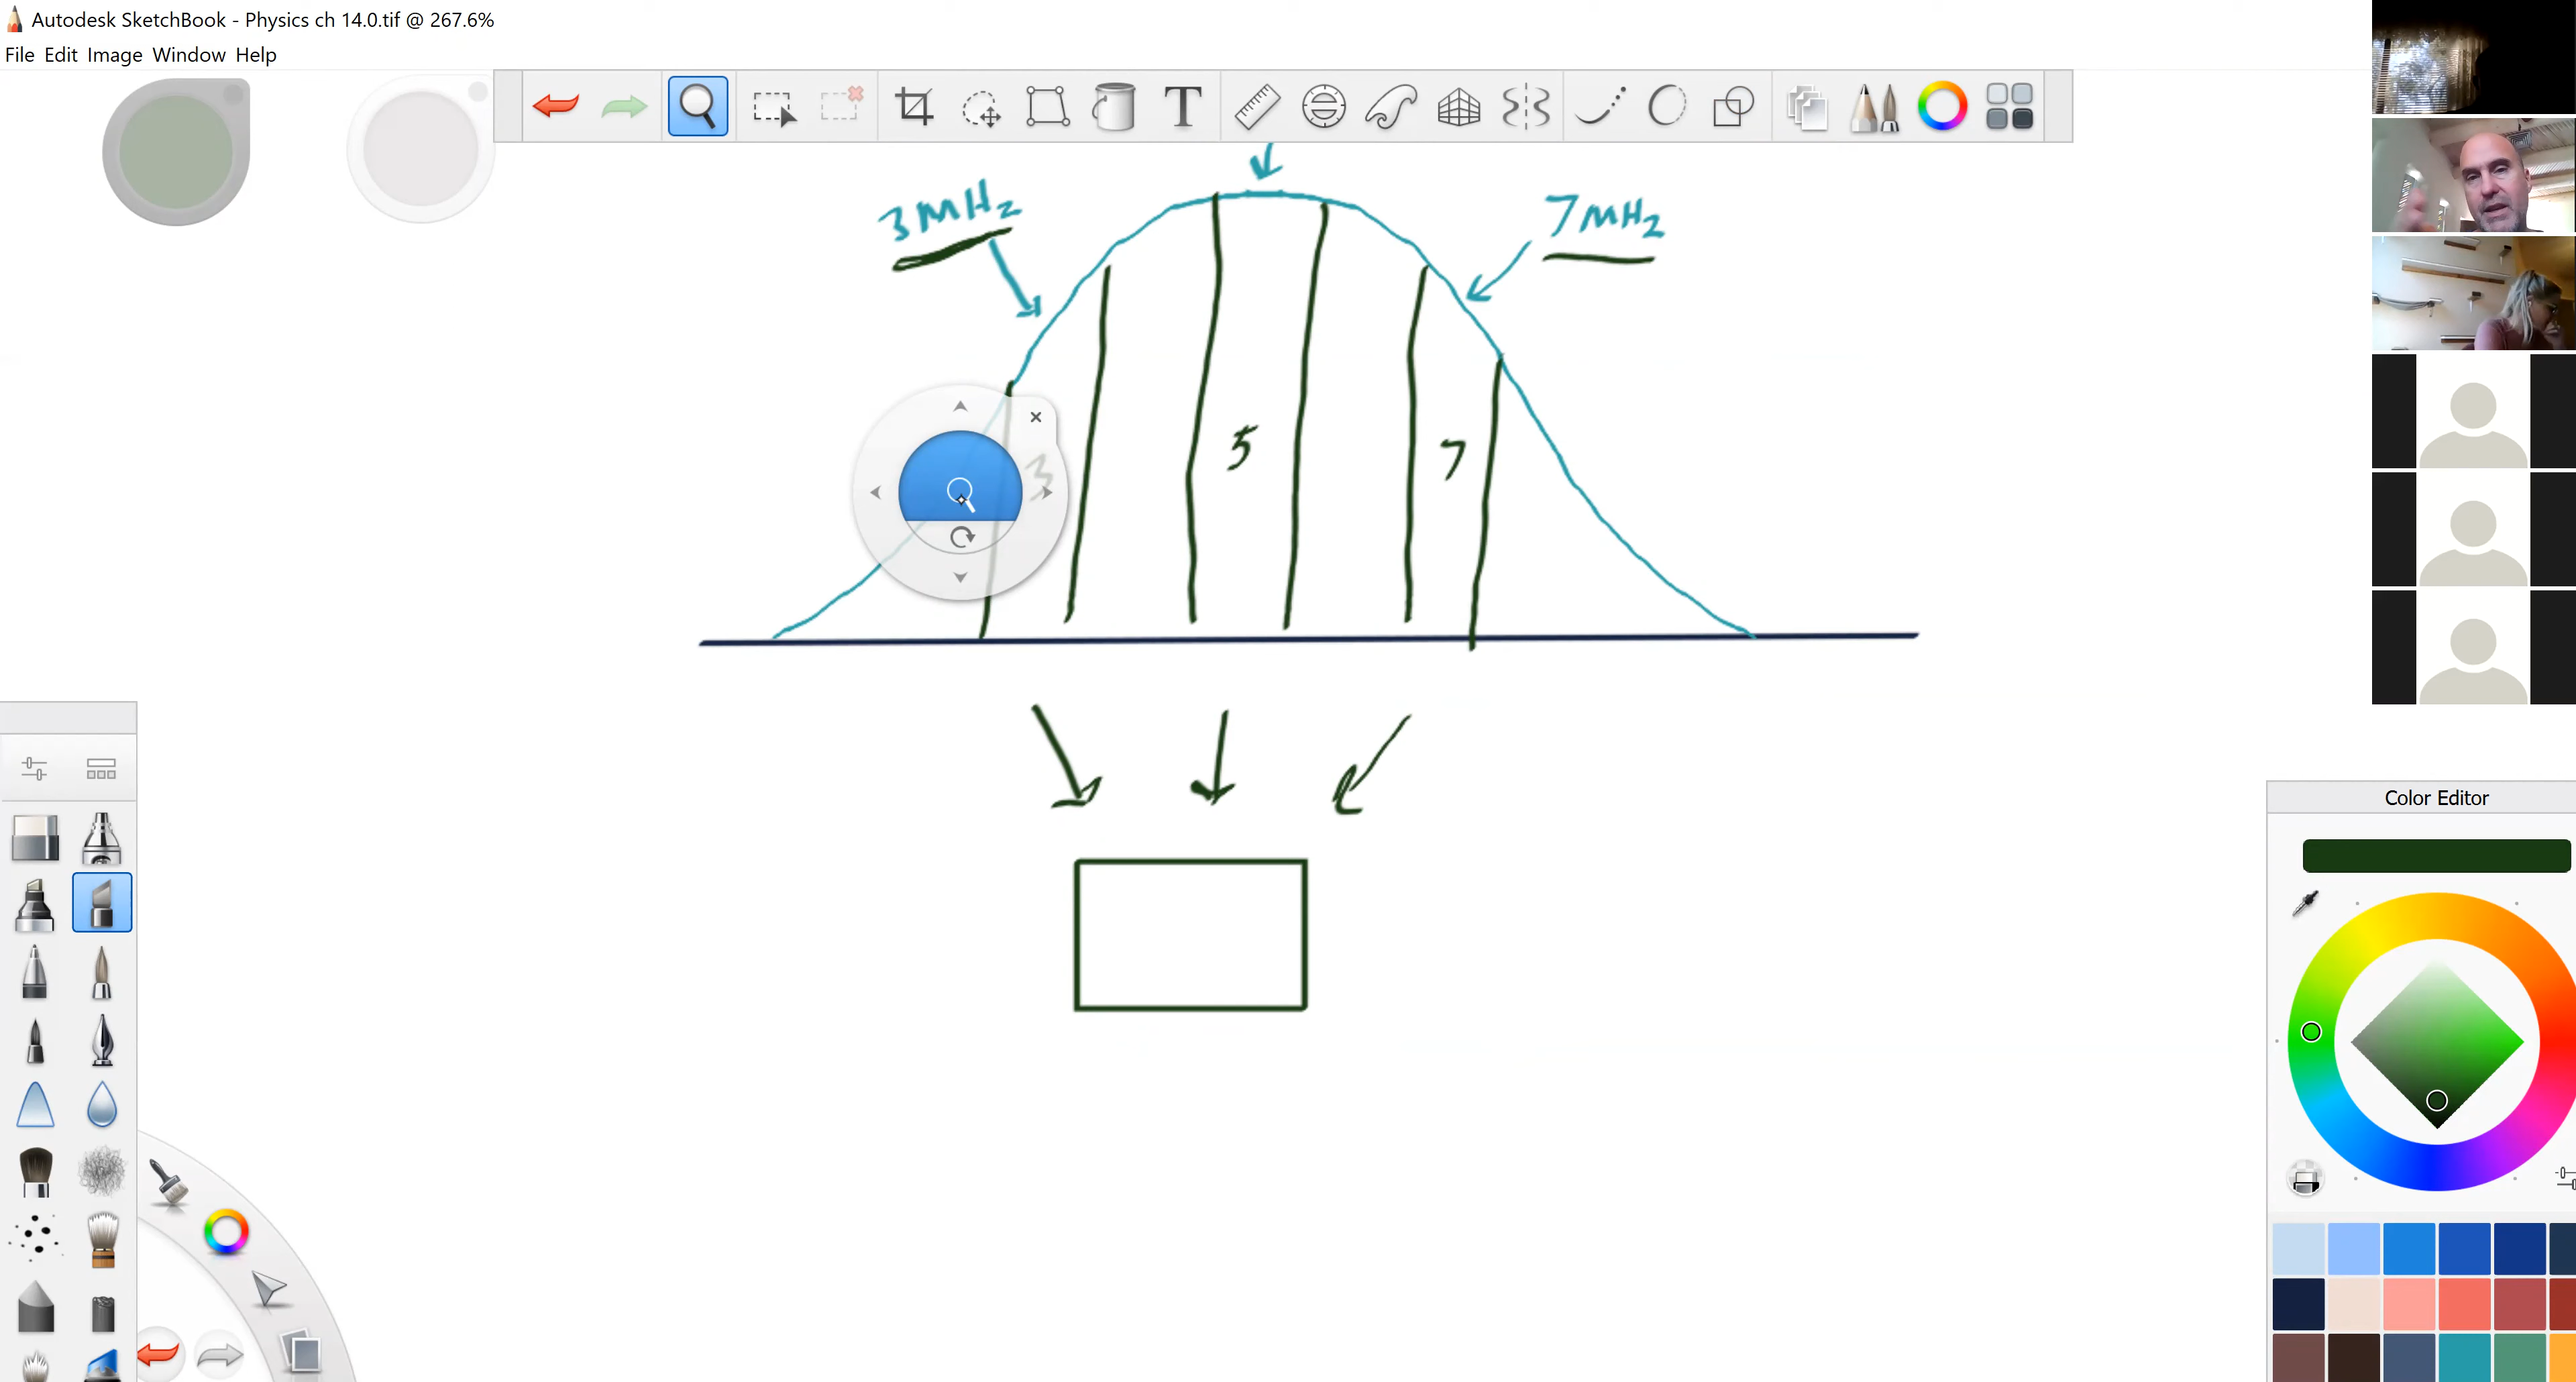 Autodesk SketchBook - Physics ch 14.0.tif @ 267.6%
File Edit Image Window Help
3MHz
7MHz
3
5
7
Color Editor